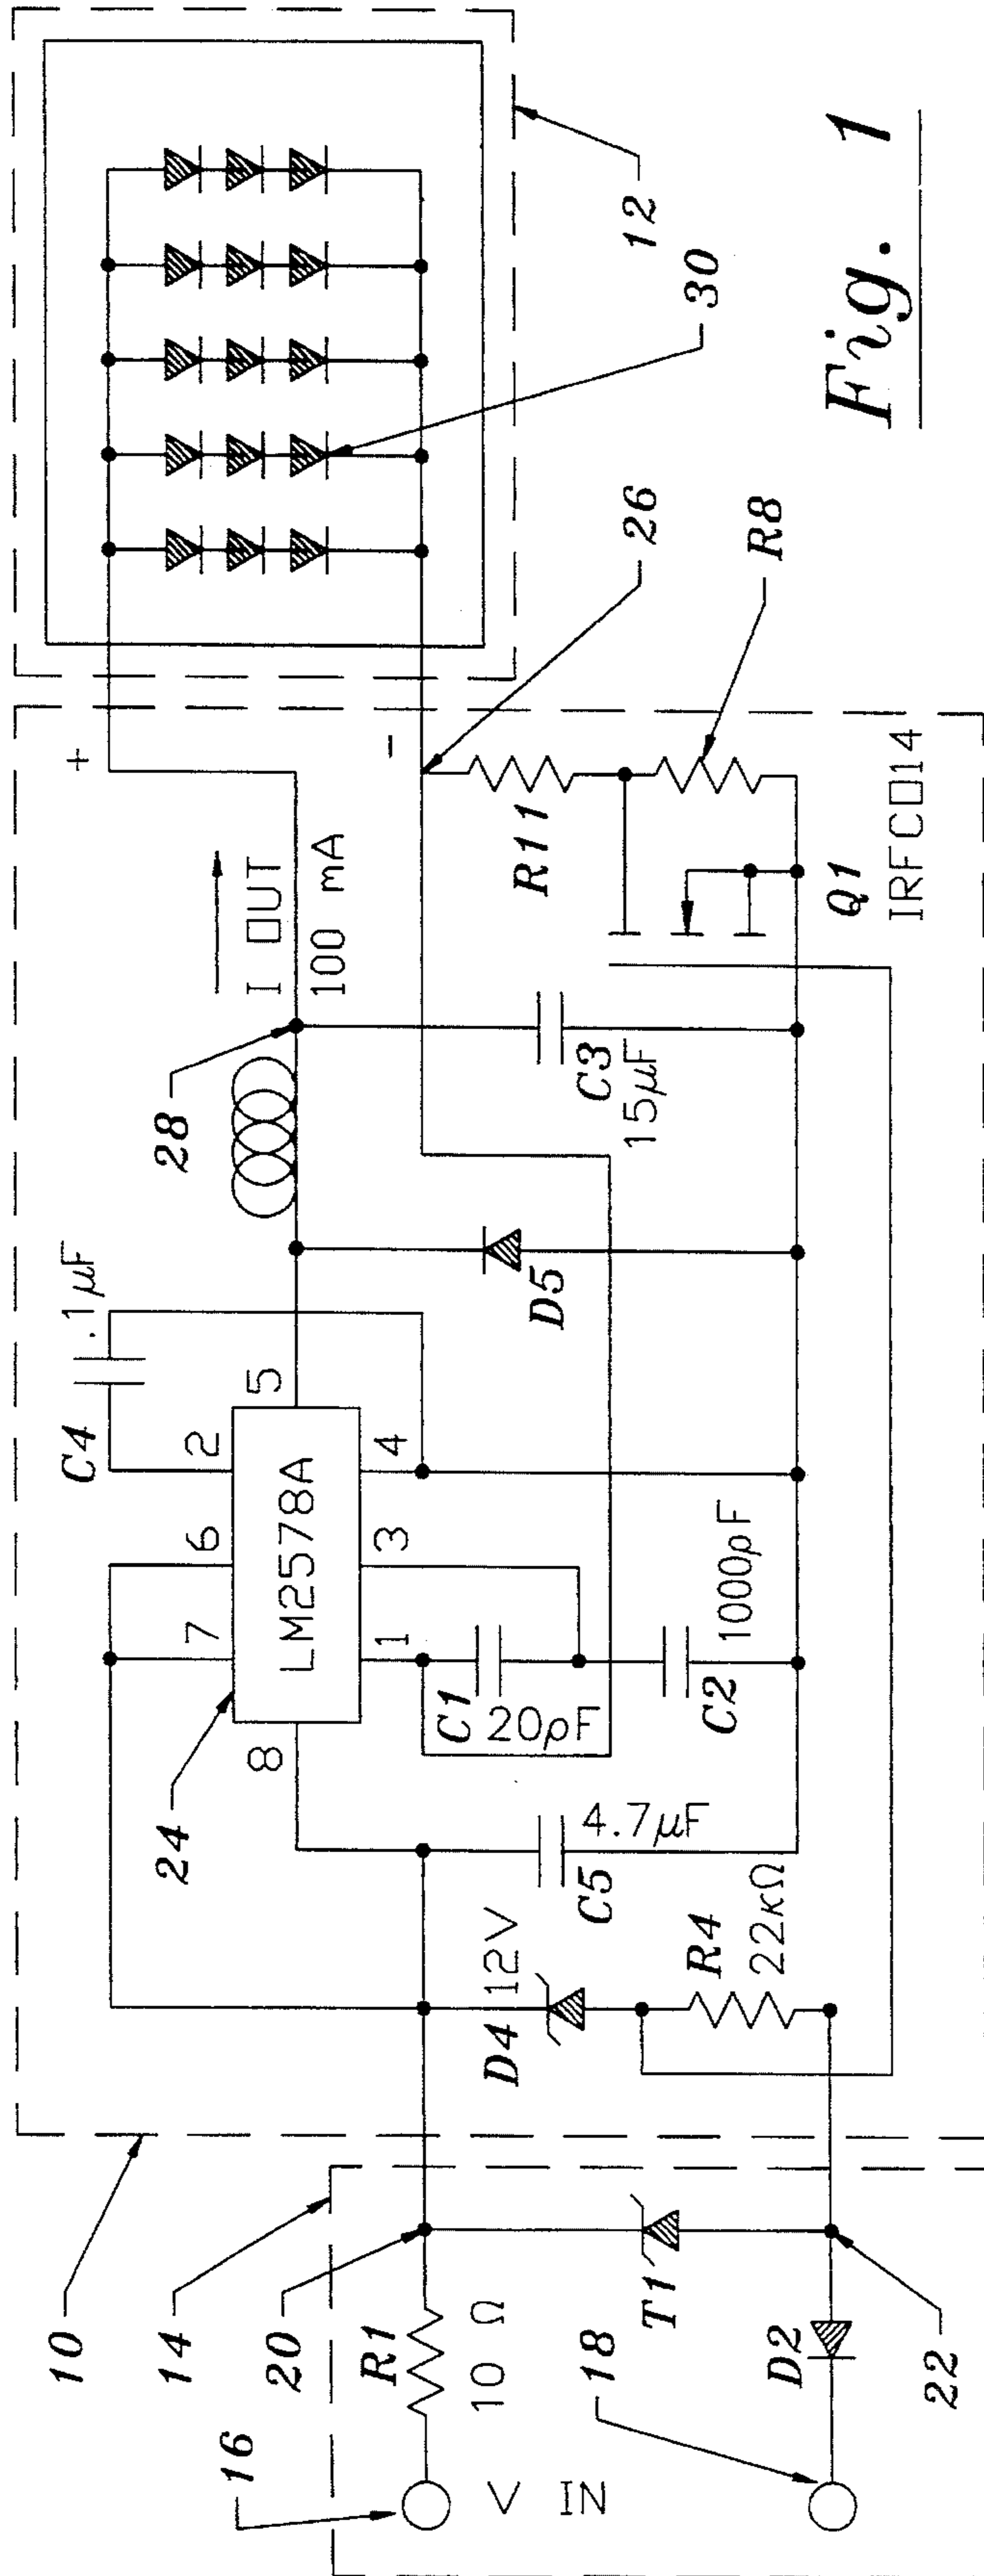 10
14
20
16
R1
10 Ω
V IN
18
T1
D2
22
24
8
7
6
2
C4
.1μF
LM2578A
5
1
3
4
C1
20pF
C2
1000pF
C5
4.7μF
D4
12V
R4
22KΩ
D5
28
I OUT
100 mA
C3
15μF
+
-
R11
Q1
IRFC014
26
R8
12
30
Fig. 1